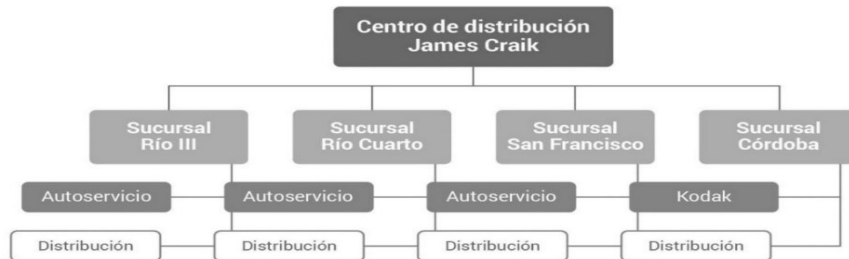 Centro de distribución
James Craik
Sucursal
Río III
Sucursal
Río Cuarto
Sucursal
San Francisco
Sucursal
Córdoba
Autoservicio
Autoservicio
Autoservicio
Kodak
Distribución
Distribución
Distribución
Distribución